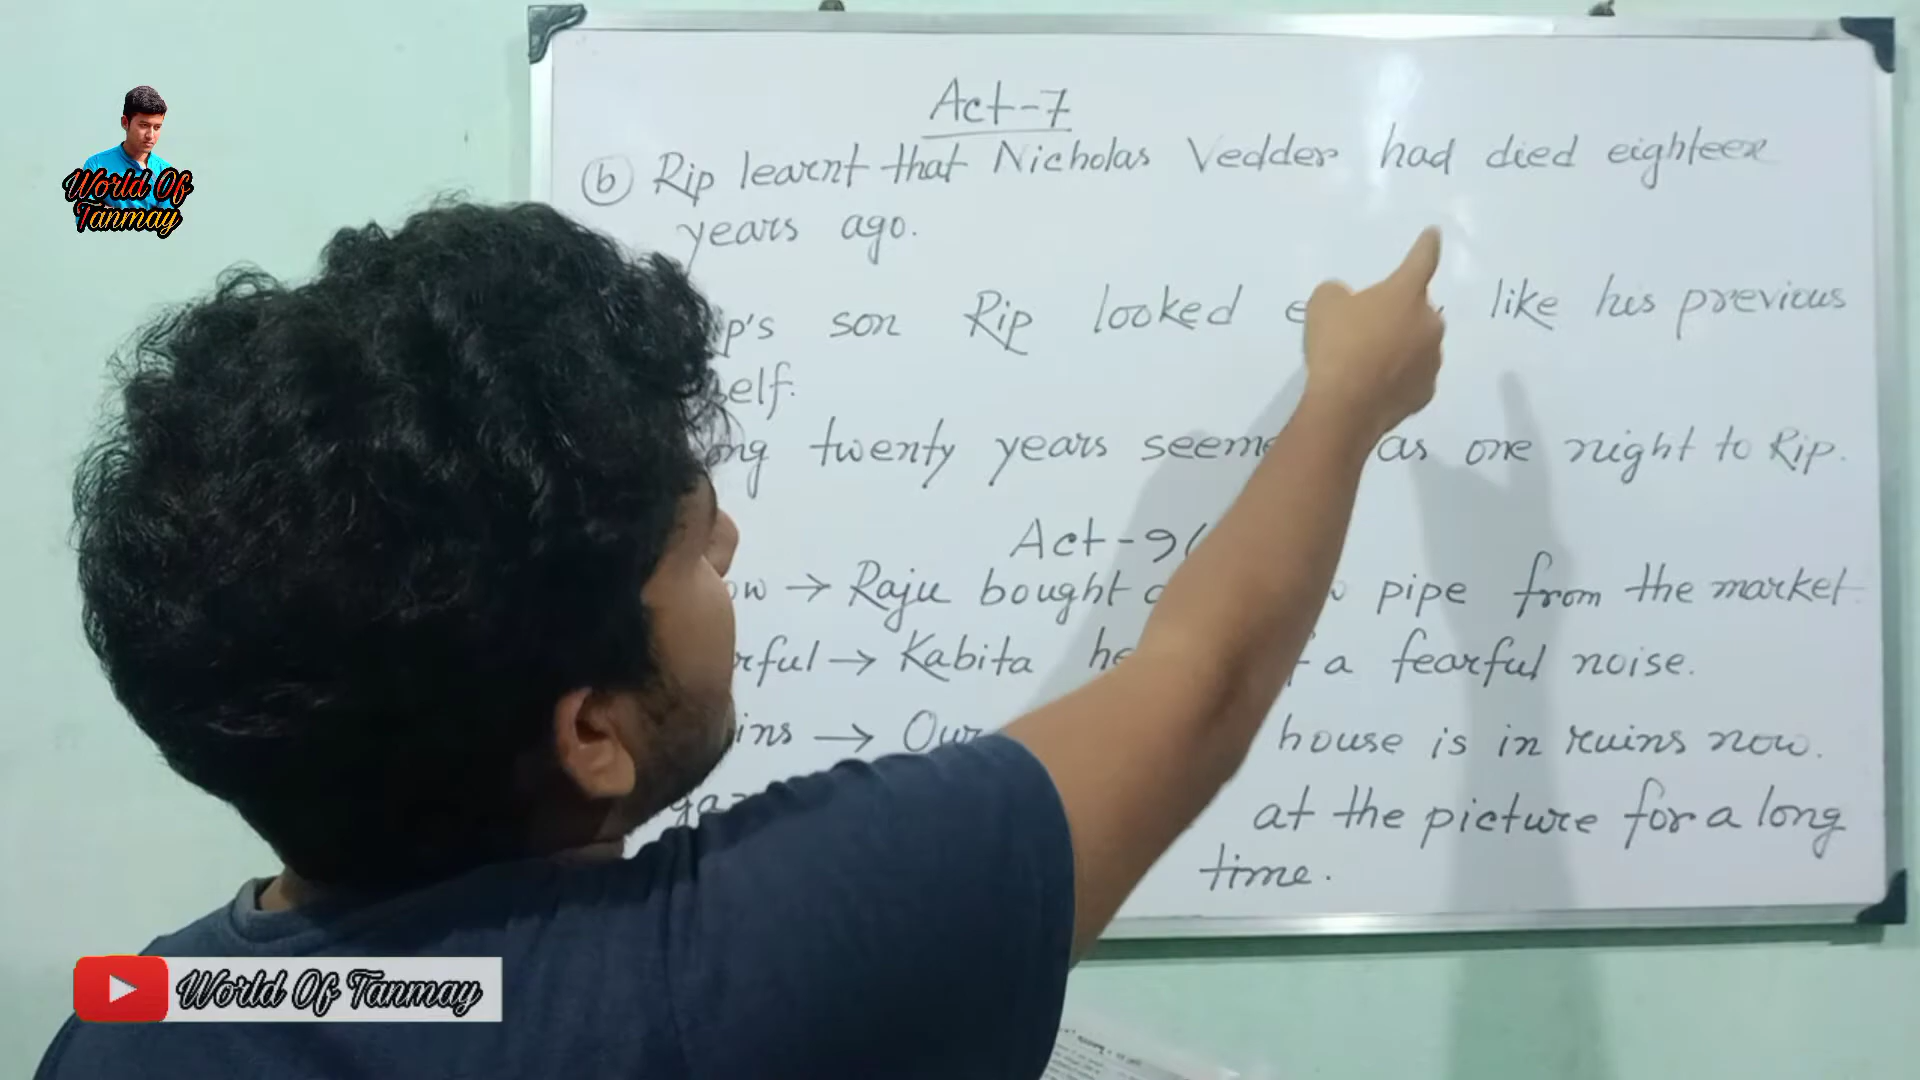 World Of
Tanmay
Act-7
b Rip learnt that Nicholas Vedder had died eighteen
years ago.
son Rip looked like his previous
self.
twenty years as one night to Rip.
Act-9
→ Raju bought pipe from the market
→ Kabita a fearful noise.
→ Our house is in ruins now.
at the picture for a long
time.
World Of Tanmay